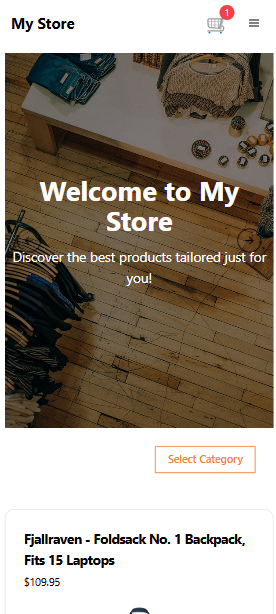 My Store
1
Welcome to My
Store
Discover the best products tailored just for
you!
Select Category
Fjallraven - Foldsack No. 1 Backpack,
Fits 15 Laptops
$109.95